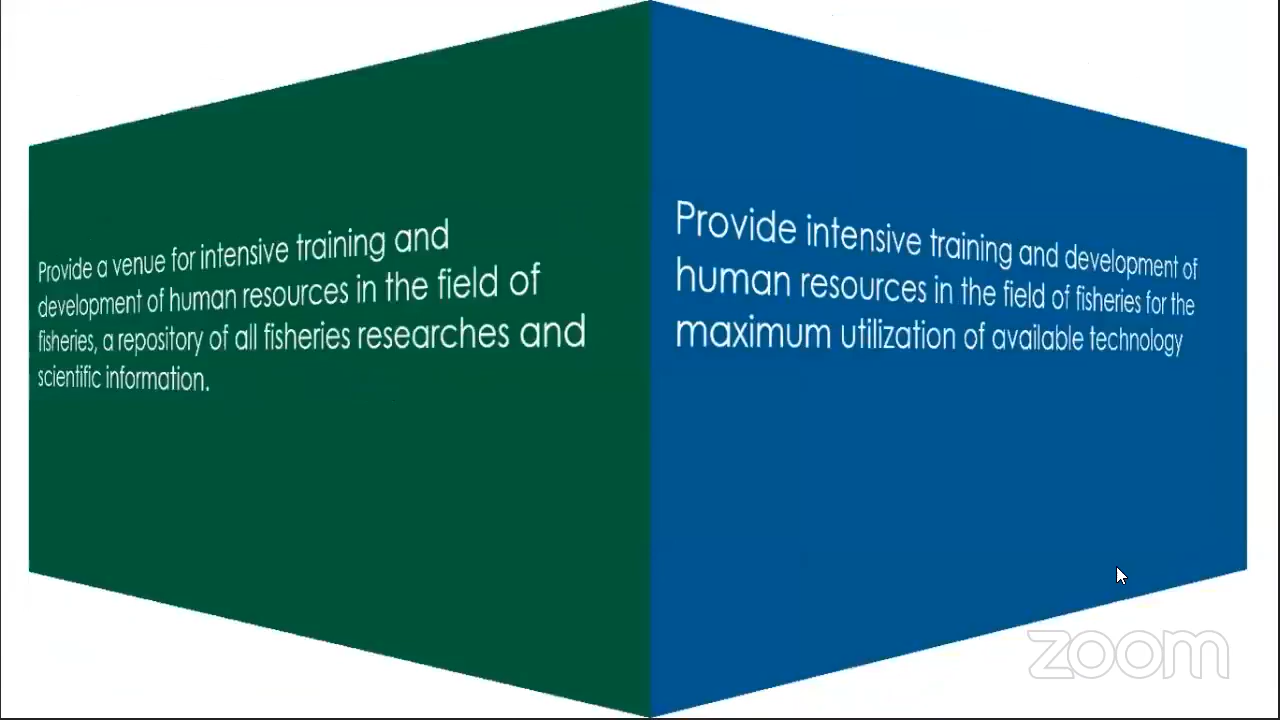 Provide a venue for intensive training and
development of human resources in the field of
fisheries, a repository of all fisheries researches and
scientific information.
Provide intensive training and development of
human resources in the field of fisheries for the
maximum utilization of available technology
zoom